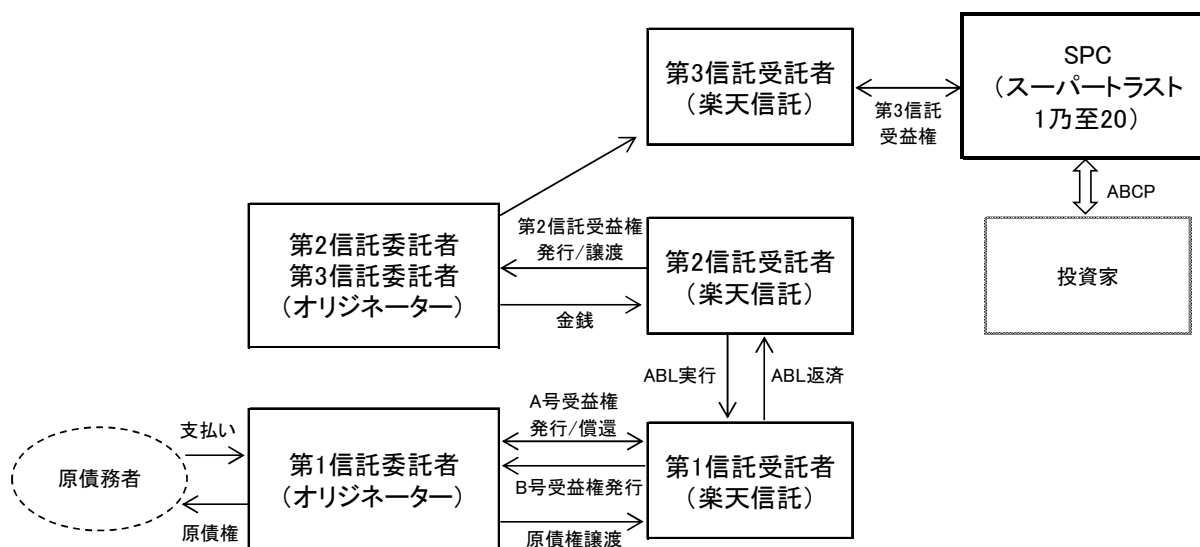 第3信託受託者
（楽天信託）
第3信託
受益権
SPC
（スーパートラスト
1乃至20）
ABCP
投資家
第2信託委託者
第3信託委託者
（オリジネーター）
第2信託受益権
発行/譲渡
金銭
第2信託受託者
（楽天信託）
ABL実行
ABL返済
原債務者
支払い
原債権
第1信託委託者
（オリジネーター）
A号受益権
発行/償還
B号受益権発行
原債権譲渡
第1信託受託者
（楽天信託）